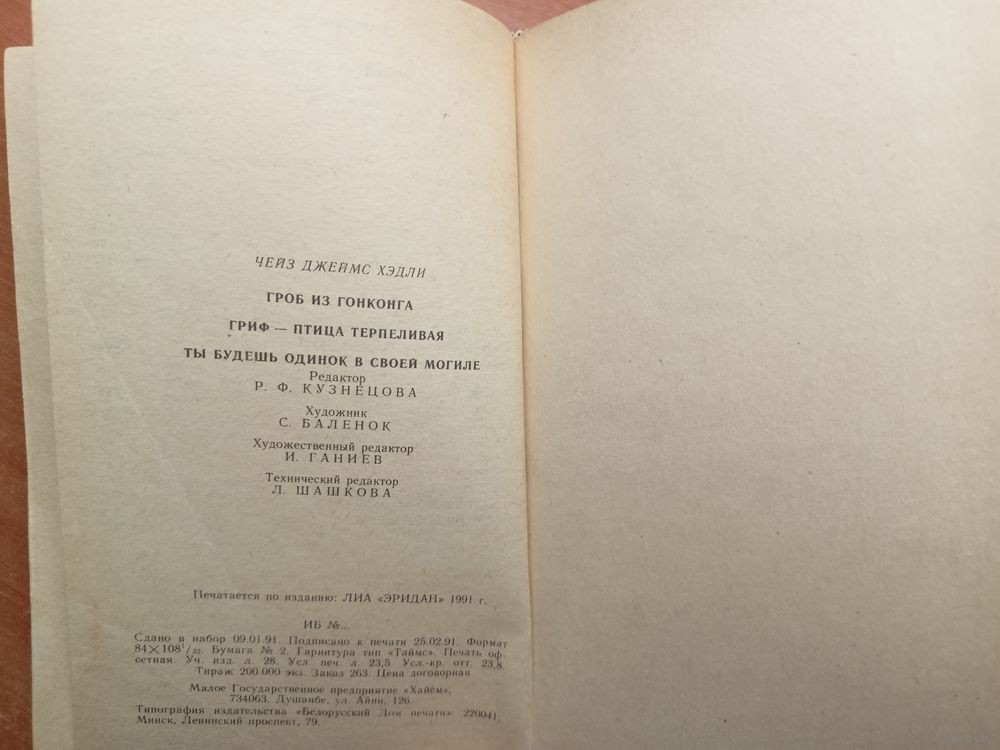 ЧЕЙЗ ДЖЕЙМС ХЭДЛИ
ГРОБ ИЗ ГОНКОНГА
ГРИФ — ПТИЦА ТЕРПЕЛИВАЯ
ТЫ БУДЕШЬ ОДИНОК В СВОЕЙ МОГИЛЕ
Редактор
Р. Ф. КУЗНЕЦОВА
Художник
С. БАЛЕНОК
Художественный редактор
И. ГАНИЕВ
Технический редактор
Л. ШАШКОВА
Печатается по изданию: ЛИА «ЭРИДАН» 1991 г.
ИБ №...
Сдано в набор 09.01.91. Подписано к печати 25.02.91. Формат
84×108¹/₃₂. Бумага № 2. Гарнитура тип «Таймс». Печать оф-
сетная. Уч. изд. л. 28. Усл. печ. л. 23,5. Усл.-кр. отт. 23,8.
Тираж 200 000 экз. Заказ 263. Цена договорная.
Малое Государственное предприятие «Хайём»,
734063, Душанбе, ул. Айни, 126.
Типография издательства «Белорусский Дом печати» 220041,
Минск, Ленинский проспект, 79.